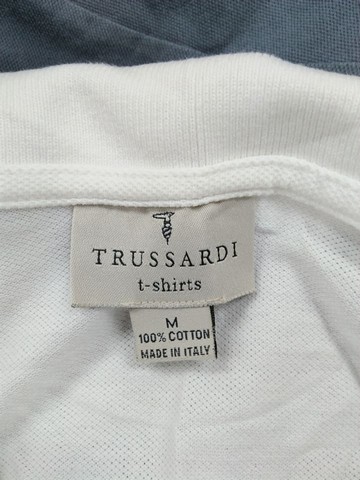 TRUSSARDI
t-shirts
M
100% COTTON
MADE IN ITALY